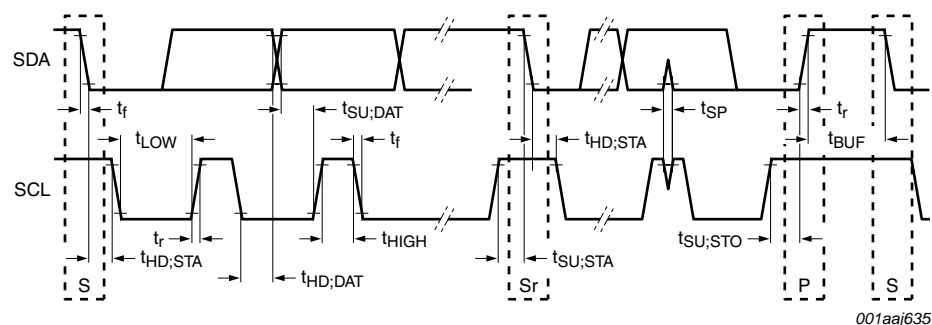 SDA
t_f
t_SU;DAT
t_SP
t_r
t_LOW
t_f
t_HD;STA
t_BUF
SCL
t_r
t_HIGH
t_SU;STO
t_HD;STA
t_HD;DAT
t_SU;STA
S
Sr
P
S
001aaj635